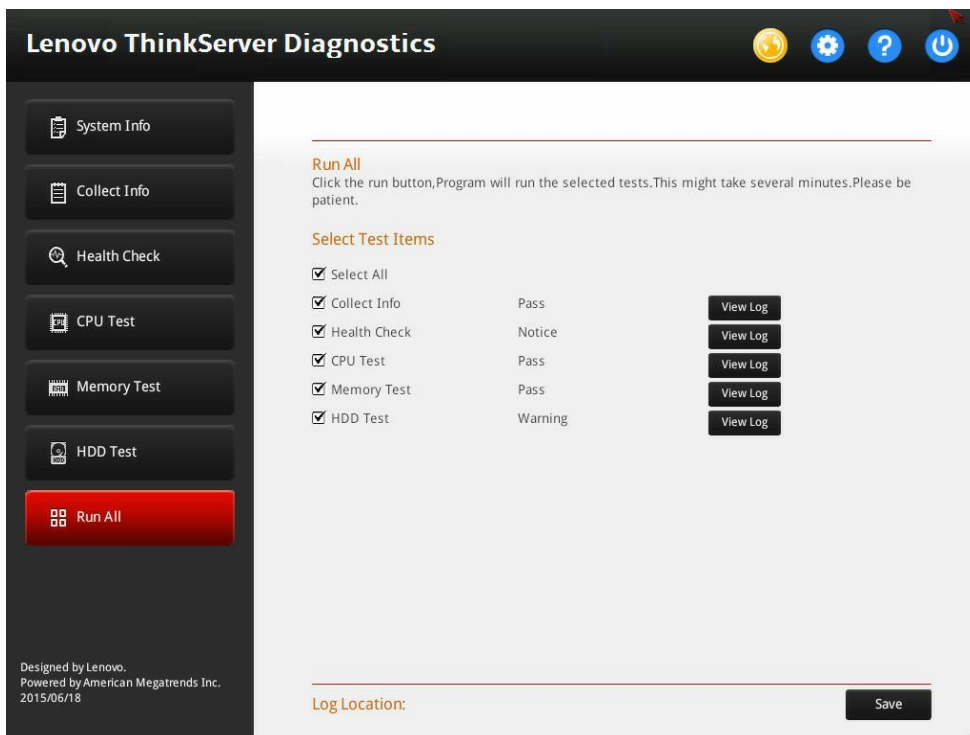 Lenovo ThinkServer Diagnostics
?
System Info
Collect Info
Health Check
CPU Test
Memory Test
HDD Test
Run All
Designed by Lenovo.
Powered by American Megatrends Inc.
2015/06/18
Run All
Click the run button,Program will run the selected tests.This might take several minutes.Please be
patient.
Select Test Items
Select All
Collect Info Pass View Log
Health Check Notice View Log
CPU Test Pass View Log
Memory Test Pass View Log
HDD Test Warning View Log
Log Location: Save